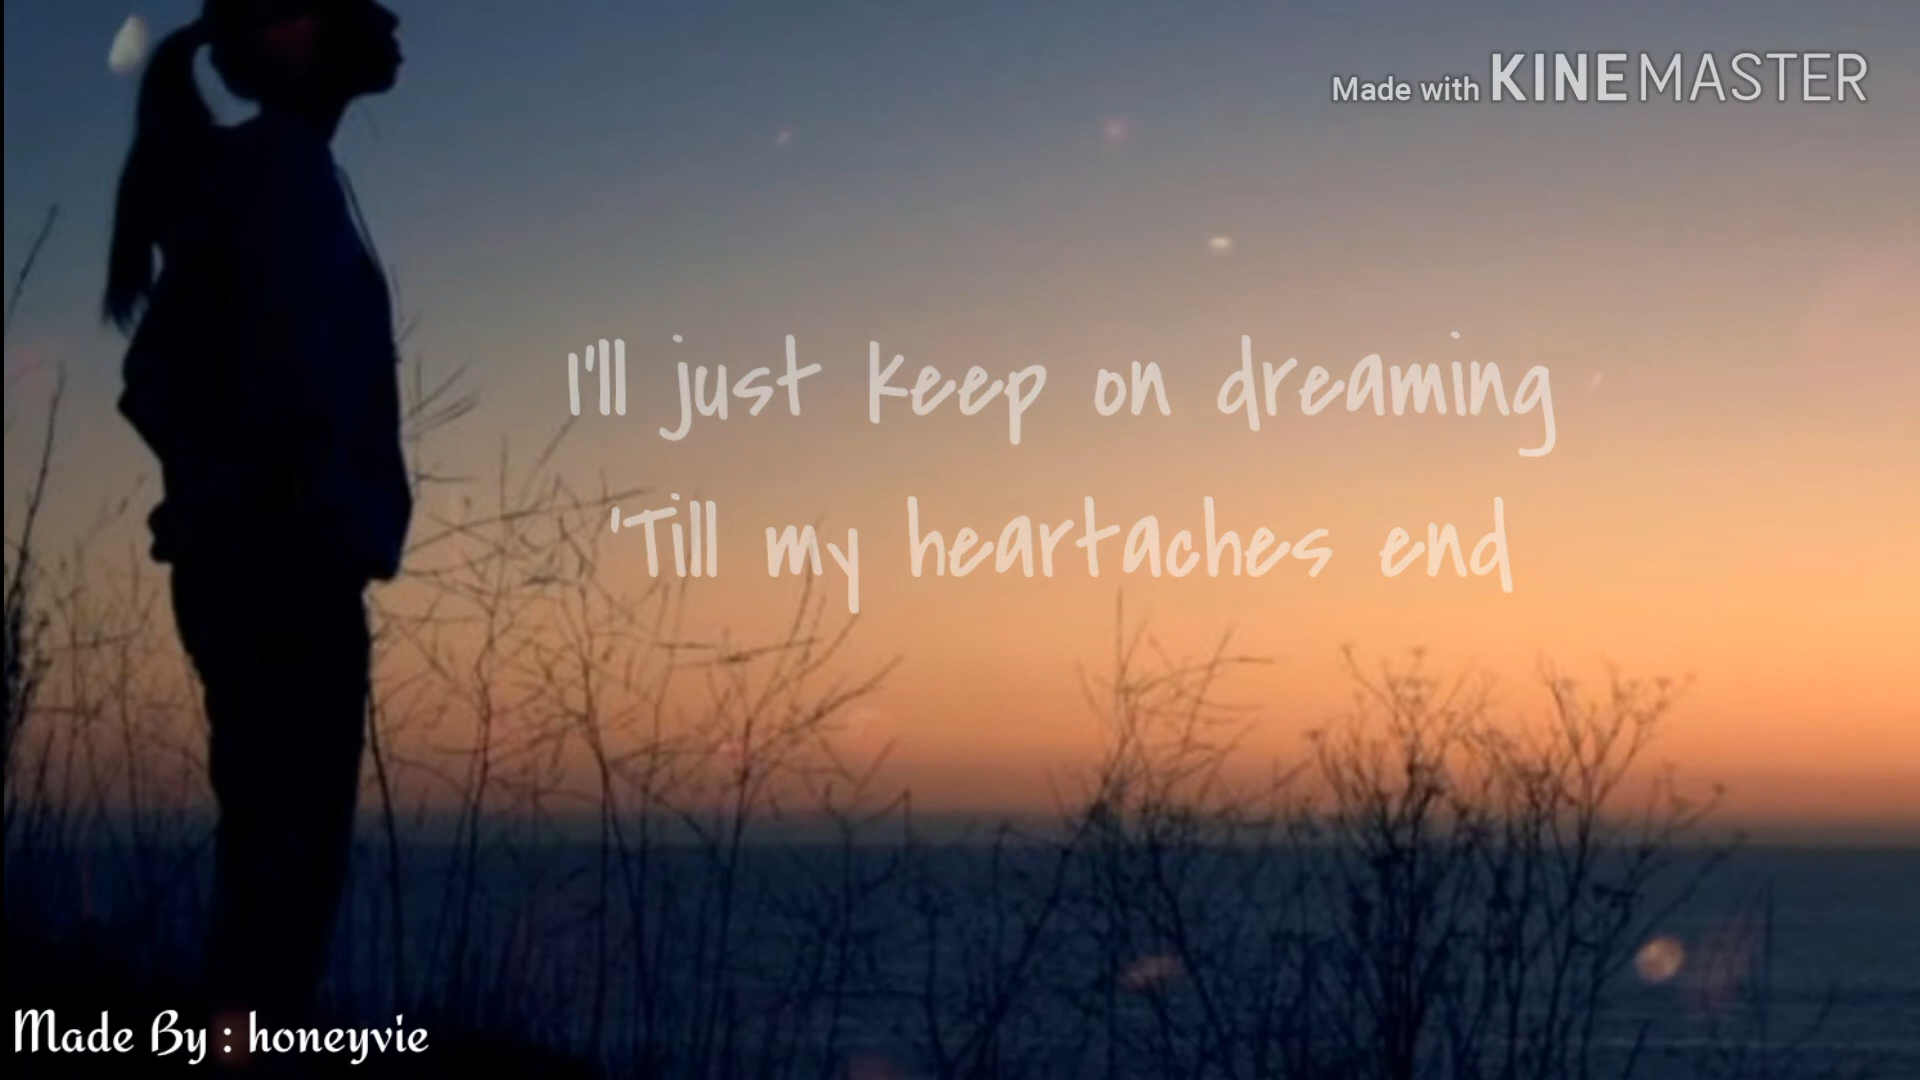 Made with KINEMASTER
I'll just keep on dreaming
'Till my heartaches end
Made By : honeyvie